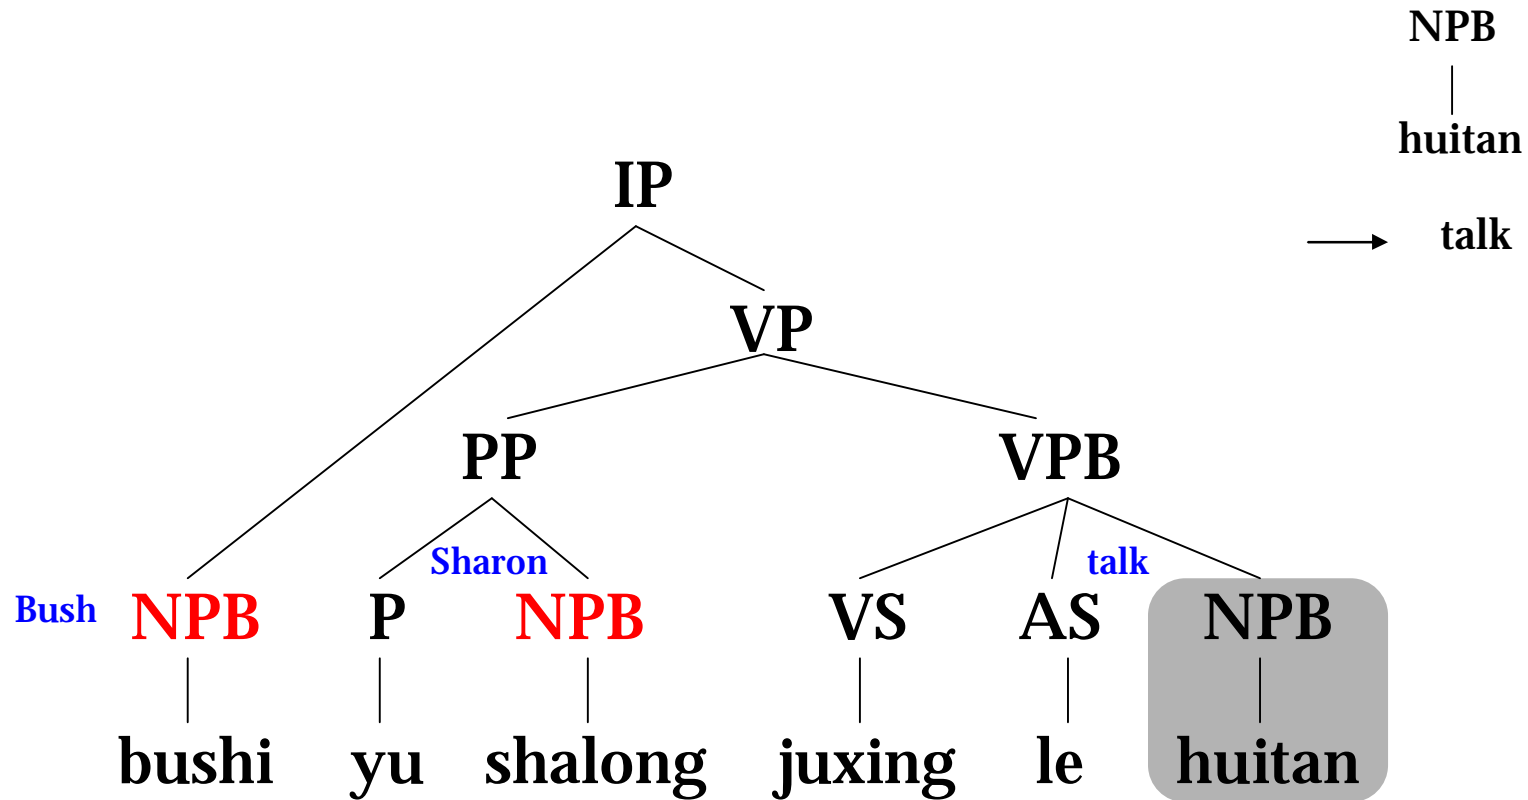 NPB
huitan
IP
talk
VP
PP VPB
Sharon talk
Bush NPB P NPB VS AS NPB
bushi yu shalong juxing le huitan